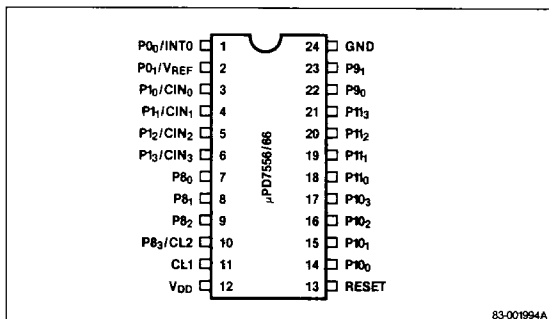 P0₀/INT0 1 24 GND
P0₁/VREF 2 23 P9₁
P1₀/CIN₀ 3 22 P9₀
P1₁/CIN₁ 4 21 P11₃
P1₂/CIN₂ 5 20 P11₂
P1₃/CIN₃ 6 19 P11₁
P8₀ 7 18 P11₀
P8₁ 8 17 P10₃
P8₂ 9 16 P10₂
P8₃/CL2 10 15 P10₁
CL1 11 14 P10₀
VDD 12 13 RESET
µPD7556/66
83-001994A